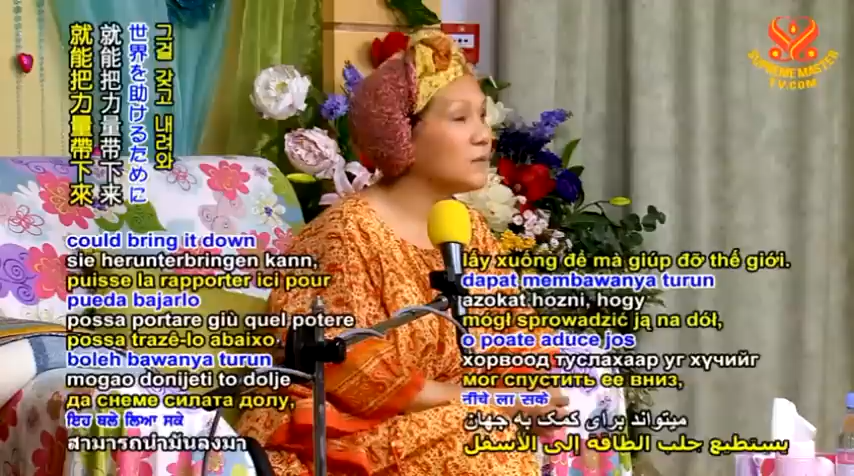 SUPREME MASTER
TV.COM
그걸 갖고 내려와
世界を助けるために
就能把力量带下来
就能把力量帶下來
could bring it down
sie herunterbringen kann,
puisse la rapporter ici pour
pueda bajarlo
possa portare giù quel potere
possa trazê-lo abaixo
boleh bawanya turun
mogao donijeti to dolje
да снеме силата долу,
ਇਹ ਥਲੇ ਲਿਆ ਸਕੇ
สามารถนำมันลงมา
lấy xuống để mà giúp đỡ thế giới.
dapat membawanya turun
azokat hozni, hogy
mógł sprowadzić ją na dół,
o poate aduce jos
хорвоод туслахаар уг хүчийг
мог спустить ее вниз,
नीचे ला सके
میتواند برای کمک به جهان
يستطيع جلب الطاقة إلى الأسفل